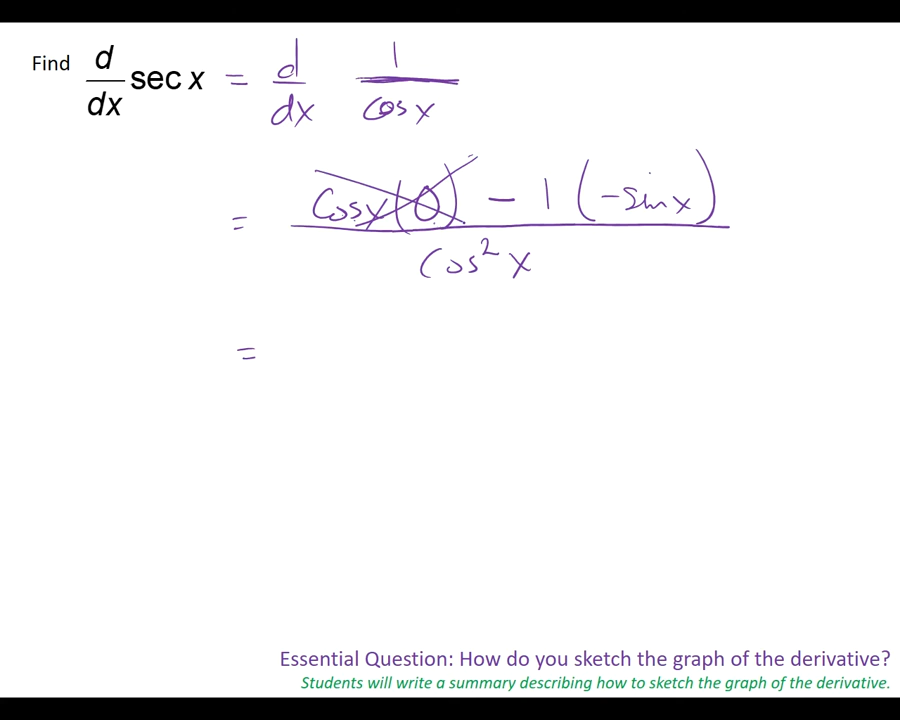 Find d/dx sec x = d/dx 1/cos x
= (cos x (0) - 1 (-sin x))/cos² x
=
Essential Question: How do you sketch the graph of the derivative?
Students will write a summary describing how to sketch the graph of the derivative.